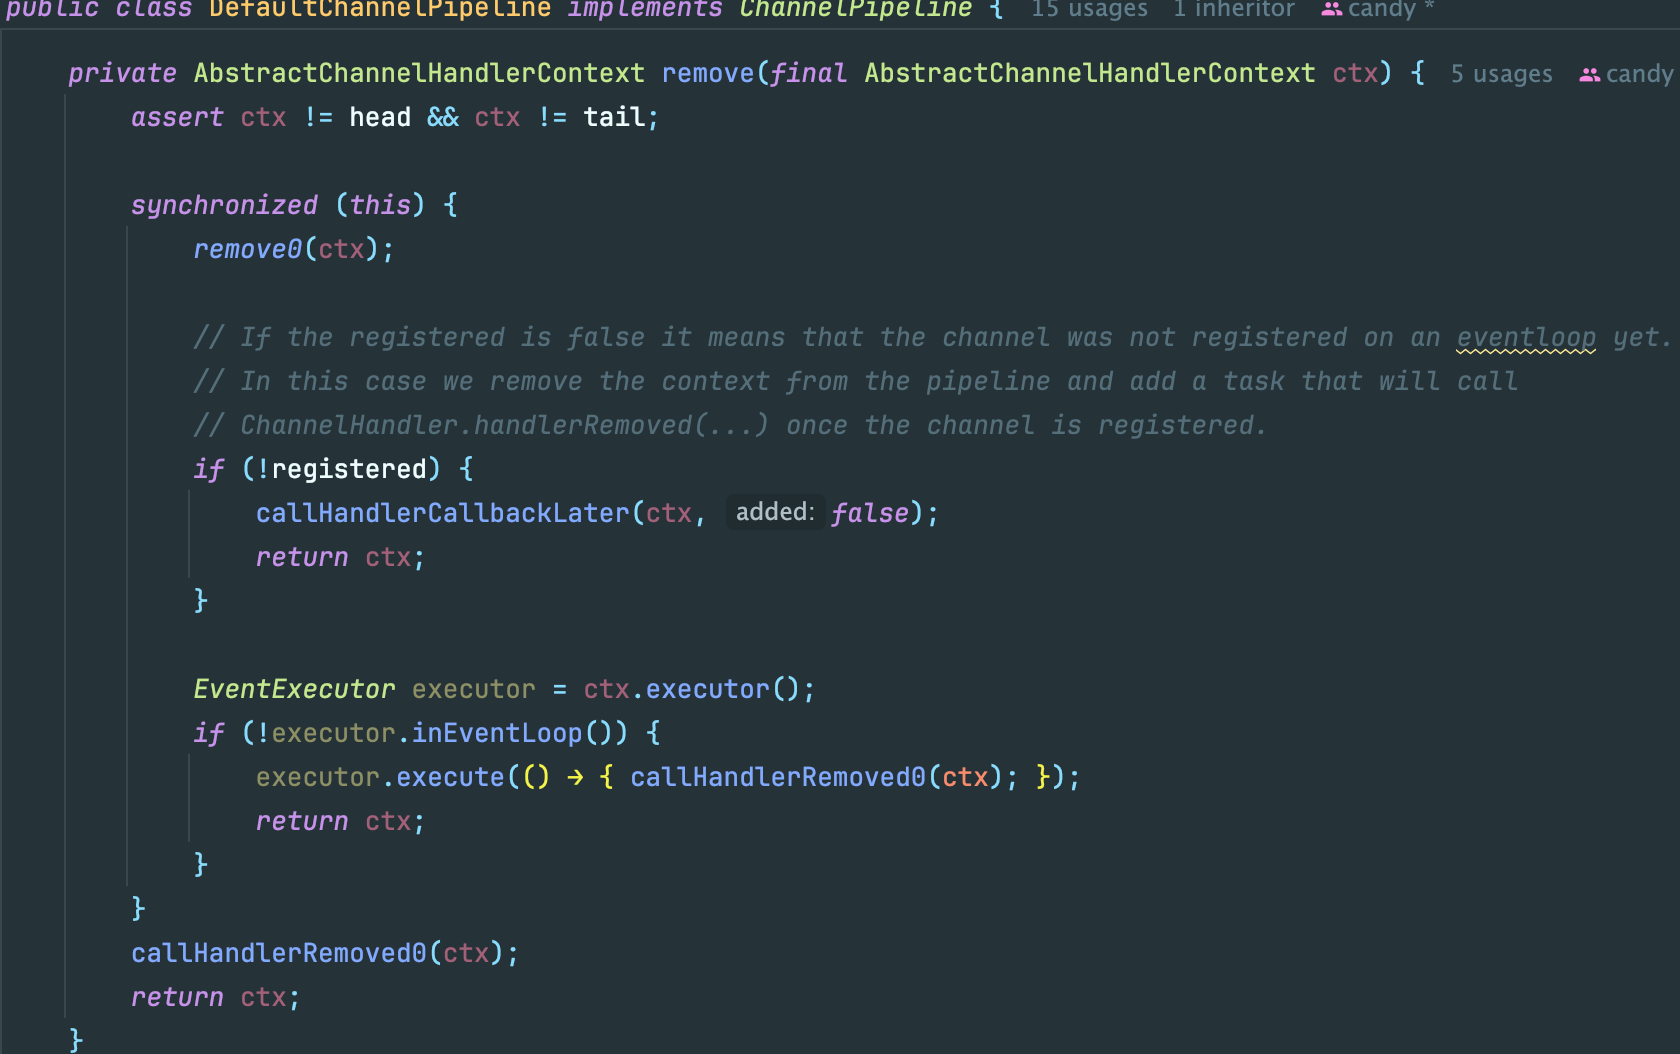 public class DefaultChannelPipeline implements ChannelPipeline { 15 usages 1 inheritor candy *
private AbstractChannelHandlerContext remove(final AbstractChannelHandlerContext ctx) { 5 usages candy
assert ctx != head && ctx != tail;
synchronized (this) {
remove0(ctx);
// If the registered is false it means that the channel was not registered on an eventloop yet.
// In this case we remove the context from the pipeline and add a task that will call
// ChannelHandler.handlerRemoved(...) once the channel is registered.
if (!registered) {
callHandlerCallbackLater(ctx, added: false);
return ctx;
}
EventExecutor executor = ctx.executor();
if (!executor.inEventLoop()) {
executor.execute(() → { callHandlerRemoved0(ctx); });
return ctx;
}
}
callHandlerRemoved0(ctx);
return ctx;
}